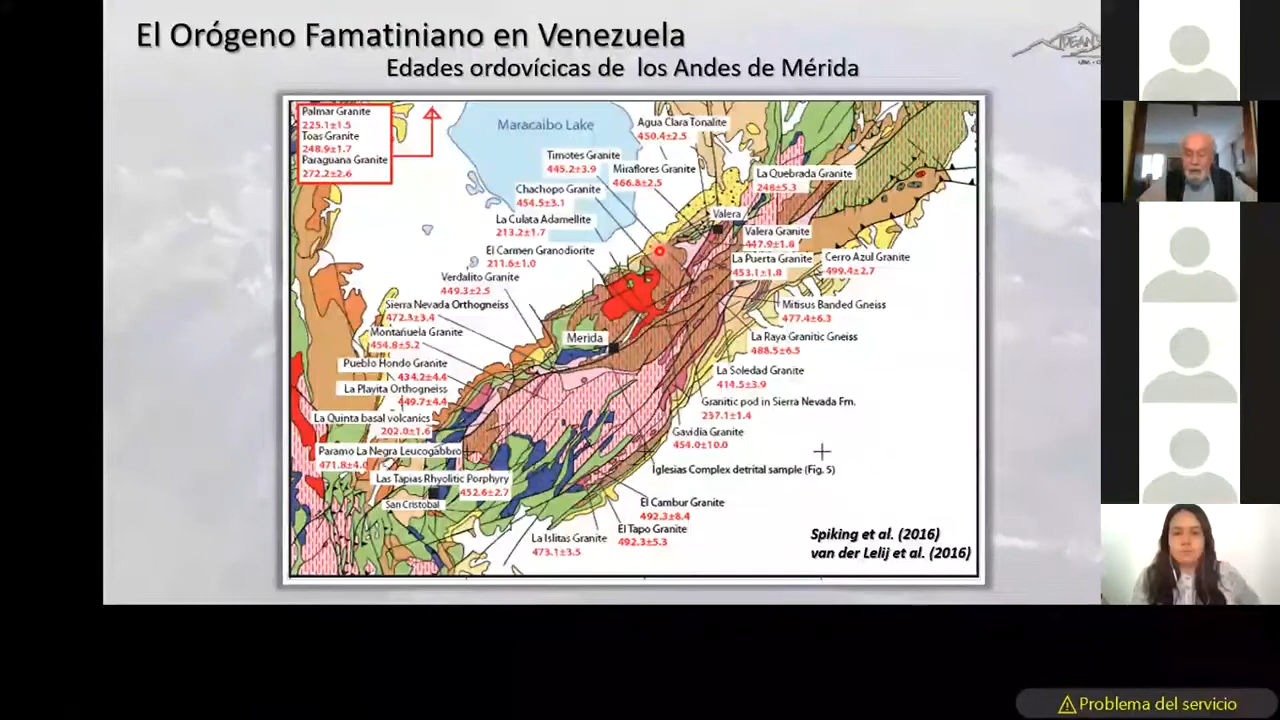 El Orógeno Famatiniano en Venezuela
Edades ordovícicas de los Andes de Mérida
Palmar Granite
225.1±1.5
Toas Granite
248.9±1.7
Paraguana Granite
272.2±2.6
Maracaibo Lake
Agua Clara Tonalite
450.4±2.5
Timotes Granite
445.2±3.9
Miraflores Granite
466.8±2.5
La Quebrada Granite
248±5.3
Chachopo Granite
454.5±3.1
La Culata Adamellite
213.2±1.7
Valera
Valera Granite
447.9±1.8
El Carmen Granodiorite
211.6±1.0
La Puerta Granite
453.1±1.8
Cerro Azul Granite
499.4±2.7
Verdalito Granite
449.3±2.5
Sierra Nevada Orthogneiss
472.3±3.4
Mitisus Banded Gneiss
477.4±6.3
Montañuela Granite
454.8±5.2
Merida
La Raya Granitic Gneiss
488.5±6.5
Pueblo Hondo Granite
434.2±4.4
La Soledad Granite
414.5±3.9
La Playita Orthogneiss
449.7±4.4
Granitic pod in Sierra Nevada Fm.
237.1±1.4
La Quinta basal volcanics
202.0±1.6
Gavidia Granite
454.0±10.0
Paramo La Negra Leucogabbro
471.8±4.
Iglesias Complex detrital sample (Fig. 5)
Las Tapias Rhyolitic Porphyry
452.6±2.7
San Cristobal
El Cambur Granite
492.3±8.4
El Tapo Granite
492.3±5.3
La Islitas Granite
473.1±3.5
Spiking et al. (2016)
van der Lelij et al. (2016)
Problema del servicio